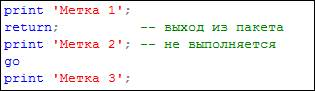 print 'Метка 1';
return; -- выход из пакета
print 'Метка 2'; -- не выполняется
go
print 'Метка 3';